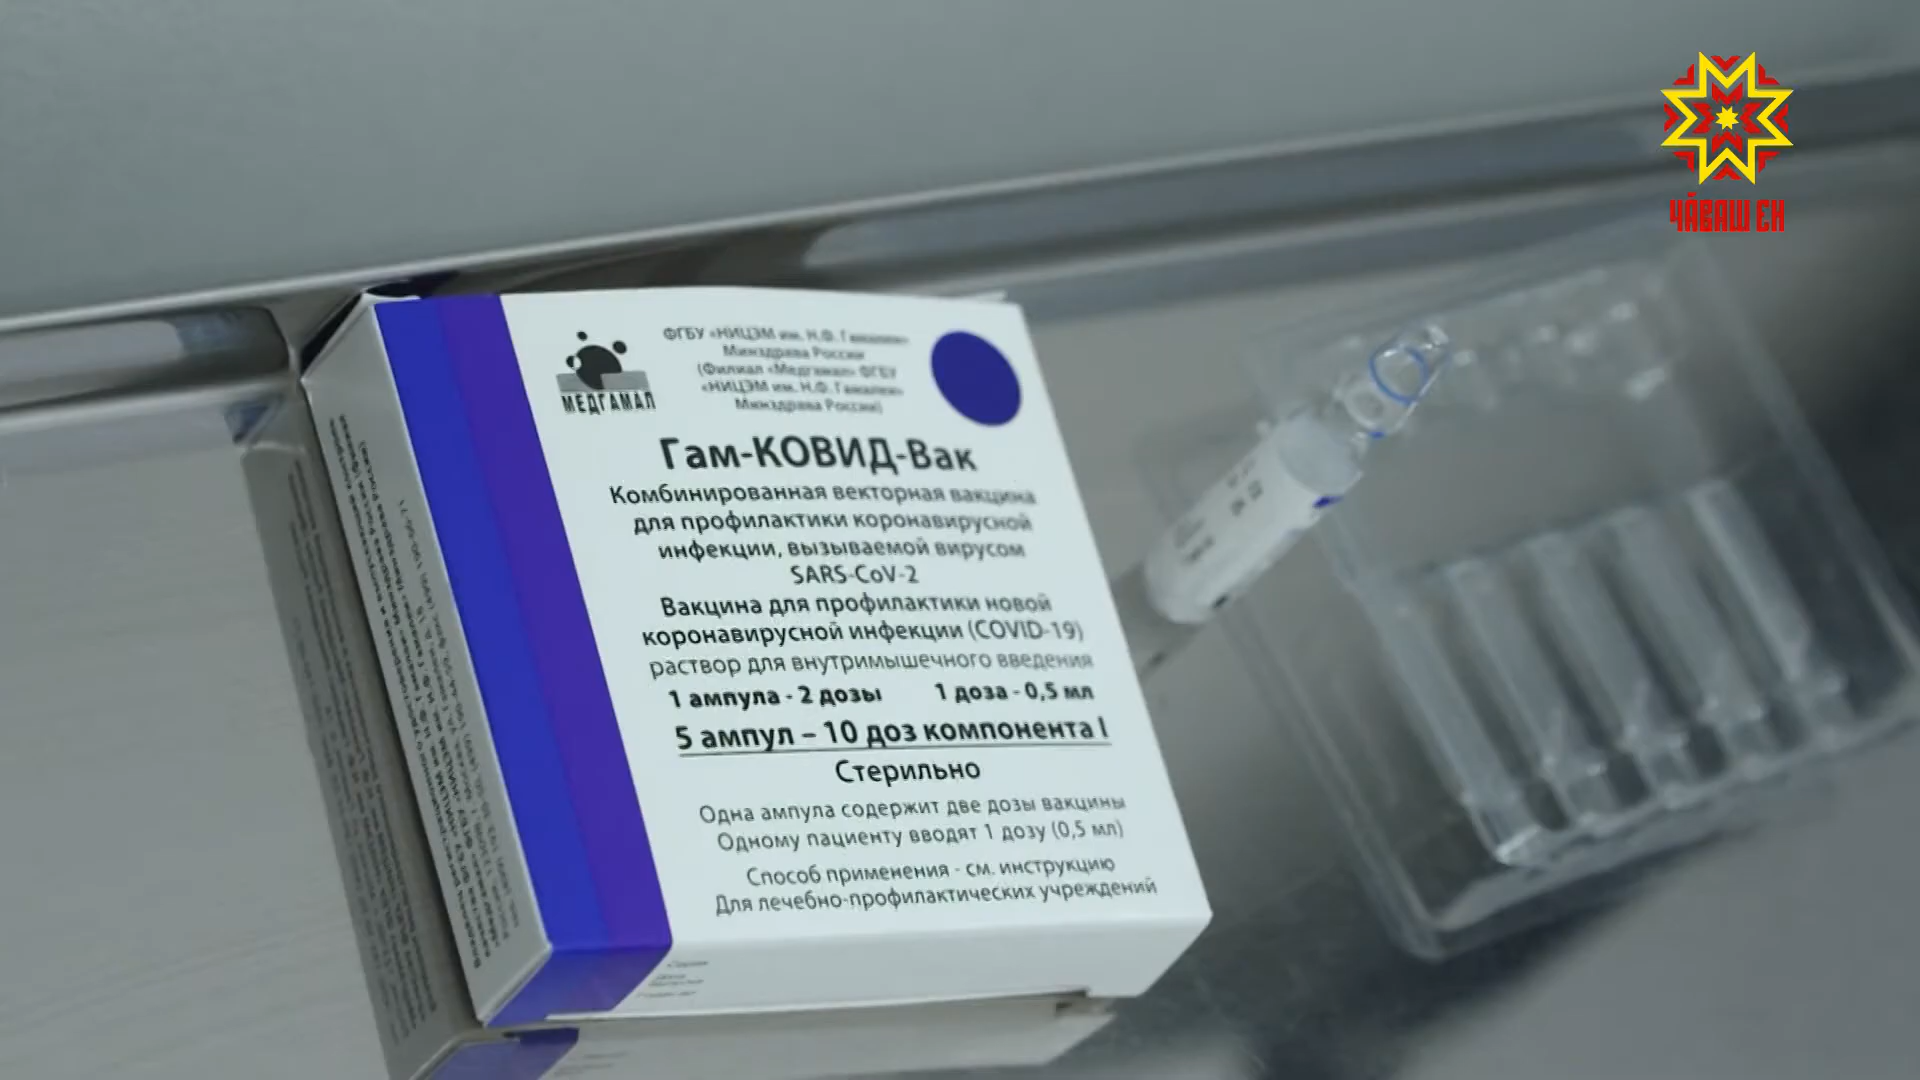 ЧӐВАШ ЕН
МЕДГАМАЛ
ФГБУ «НИЦЭМ им. Н.Ф. Гамалеи»
Минздрава России
(Филиал «Медгамал» ФГБУ
«НИЦЭМ им. Н.Ф. Гамалеи»
Минздрава России)
Гам-КОВИД-Вак
Комбинированная векторная вакцина
для профилактики коронавирусной
инфекции, вызываемой вирусом
SARS-CoV-2
Вакцина для профилактики новой
коронавирусной инфекции (COVID-19)
раствор для внутримышечного введения
1 ампула - 2 дозы 1 доза - 0,5 мл
5 ампул – 10 доз компонента I
Стерильно
Одна ампула содержит две дозы вакцины
Одному пациенту вводят 1 дозу (0,5 мл)
Способ применения - см. инструкцию
Для лечебно-профилактических учреждений